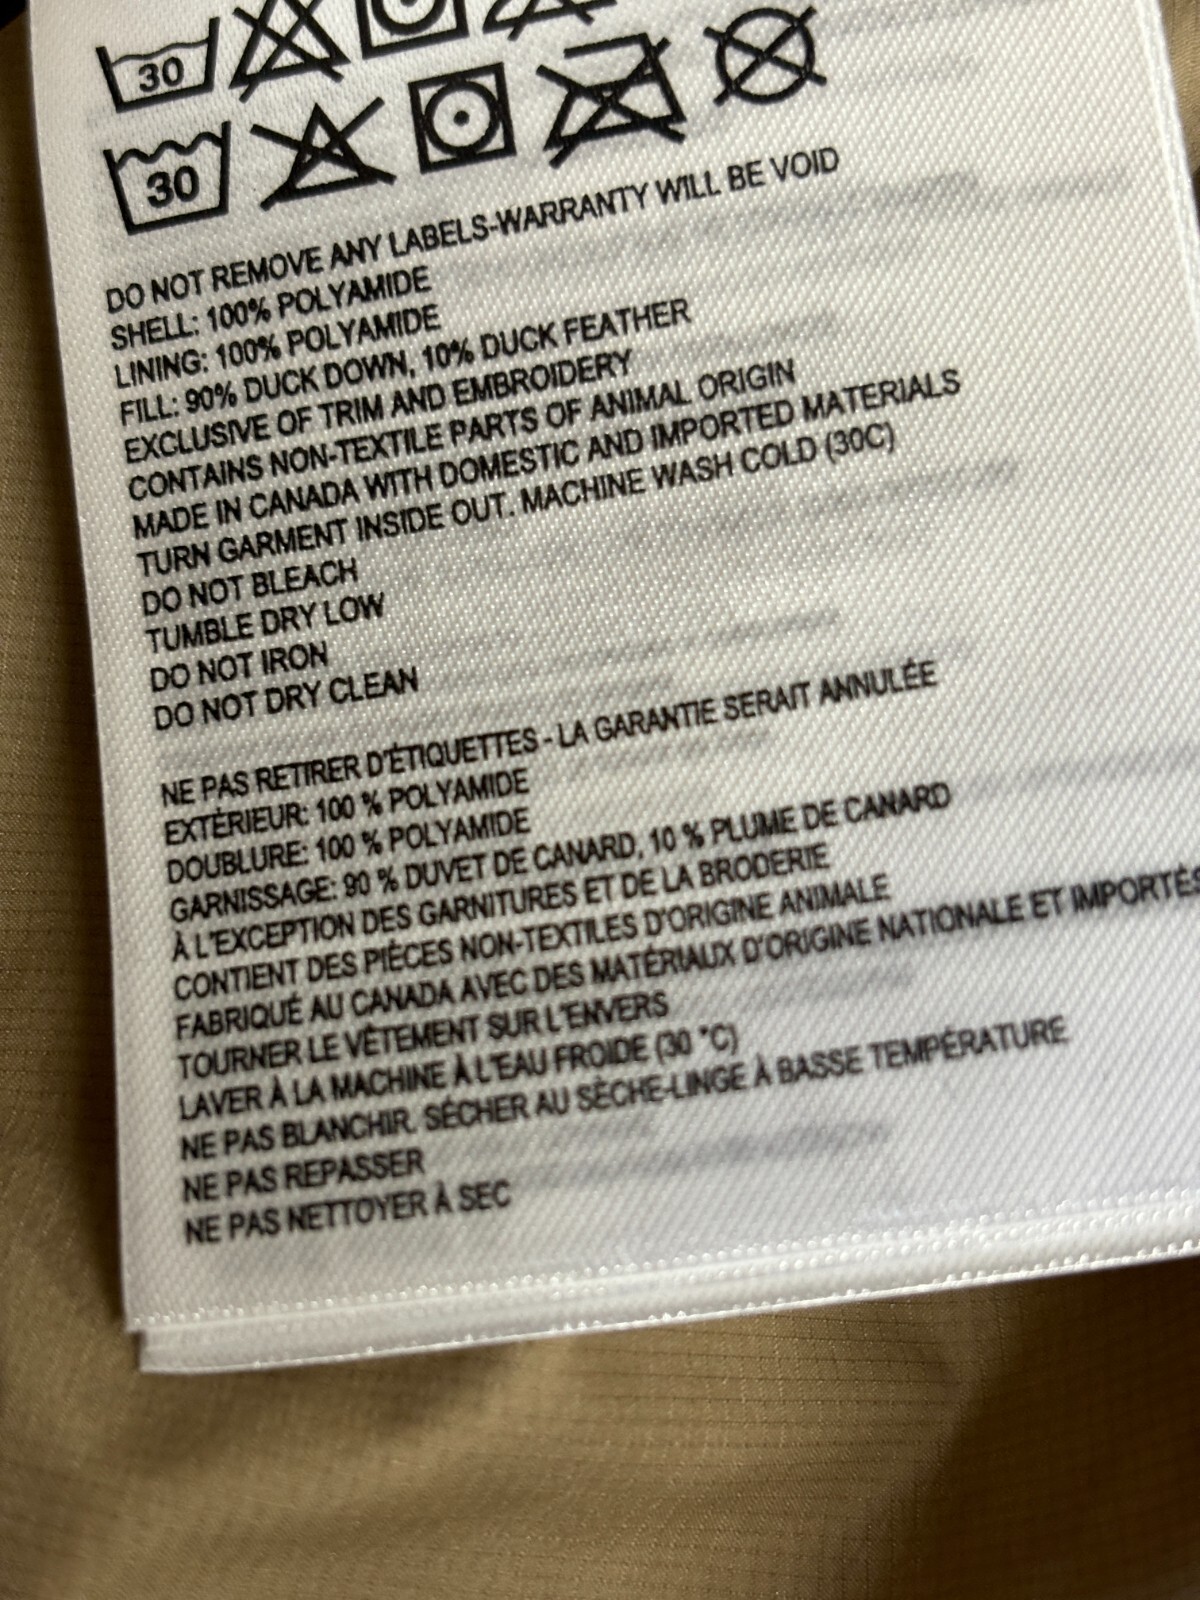 30
30
DO NOT REMOVE ANY LABELS-WARRANTY WILL BE VOID
SHELL: 100% POLYAMIDE
LINING: 100% POLYAMIDE
FILL: 90% DUCK DOWN, 10% DUCK FEATHER
EXCLUSIVE OF TRIM AND EMBROIDERY
CONTAINS NON-TEXTILE PARTS OF ANIMAL ORIGIN
MADE IN CANADA WITH DOMESTIC AND IMPORTED MATERIALS
TURN GARMENT INSIDE OUT. MACHINE WASH COLD (30C)
DO NOT BLEACH
TUMBLE DRY LOW
DO NOT IRON
DO NOT DRY CLEAN
NE PAS RETIRER D'ÉTIQUETTES - LA GARANTIE SERAIT ANNULÉE
EXTÉRIEUR: 100 % POLYAMIDE
DOUBLURE: 100 % POLYAMIDE
GARNISSAGE: 90 % DUVET DE CANARD, 10 % PLUME DE CANARD
À L'EXCEPTION DES GARNITURES ET DE LA BRODERIE
CONTIENT DES PIÈCES NON-TEXTILES D'ORIGINE ANIMALE
FABRIQUÉ AU CANADA AVEC DES MATÉRIAUX D'ORIGINE NATIONALE ET IMPORTÉS
TOURNER LE VÊTEMENT SUR L'ENVERS
LAVER À LA MACHINE À L'EAU FROIDE (30 °C)
NE PAS BLANCHIR. SÉCHER AU SÈCHE-LINGE À BASSE TEMPÉRATURE
NE PAS REPASSER
NE PAS NETTOYER À SEC